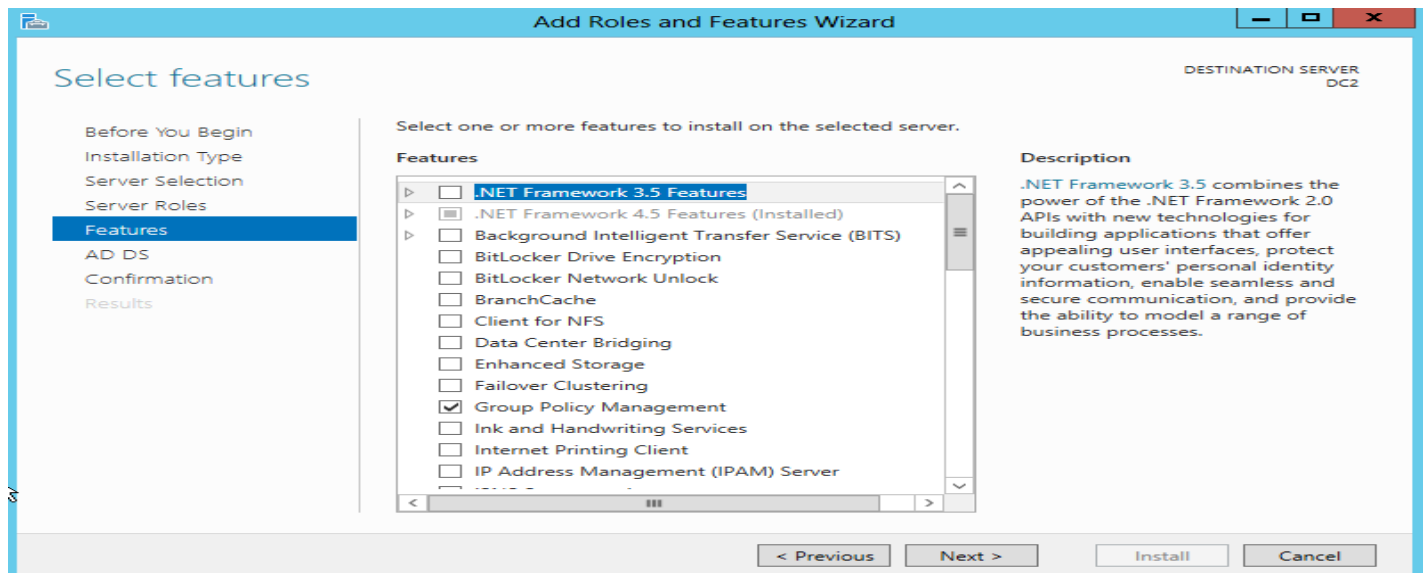 Add Roles and Features Wizard
Select features
DESTINATION SERVER
DC2
Before You Begin
Installation Type
Server Selection
Server Roles
Features
AD DS
Confirmation
Results
Select one or more features to install on the selected server.
Features
.NET Framework 3.5 Features
.NET Framework 4.5 Features (Installed)
Background Intelligent Transfer Service (BITS)
BitLocker Drive Encryption
BitLocker Network Unlock
BranchCache
Client for NFS
Data Center Bridging
Enhanced Storage
Failover Clustering
Group Policy Management
Ink and Handwriting Services
Internet Printing Client
IP Address Management (IPAM) Server
Description
.NET Framework 3.5 combines the
power of the .NET Framework 2.0
APIs with new technologies for
building applications that offer
appealing user interfaces, protect
your customers' personal identity
information, enable seamless and
secure communication, and provide
the ability to model a range of
business processes.
< Previous
Next >
Install
Cancel